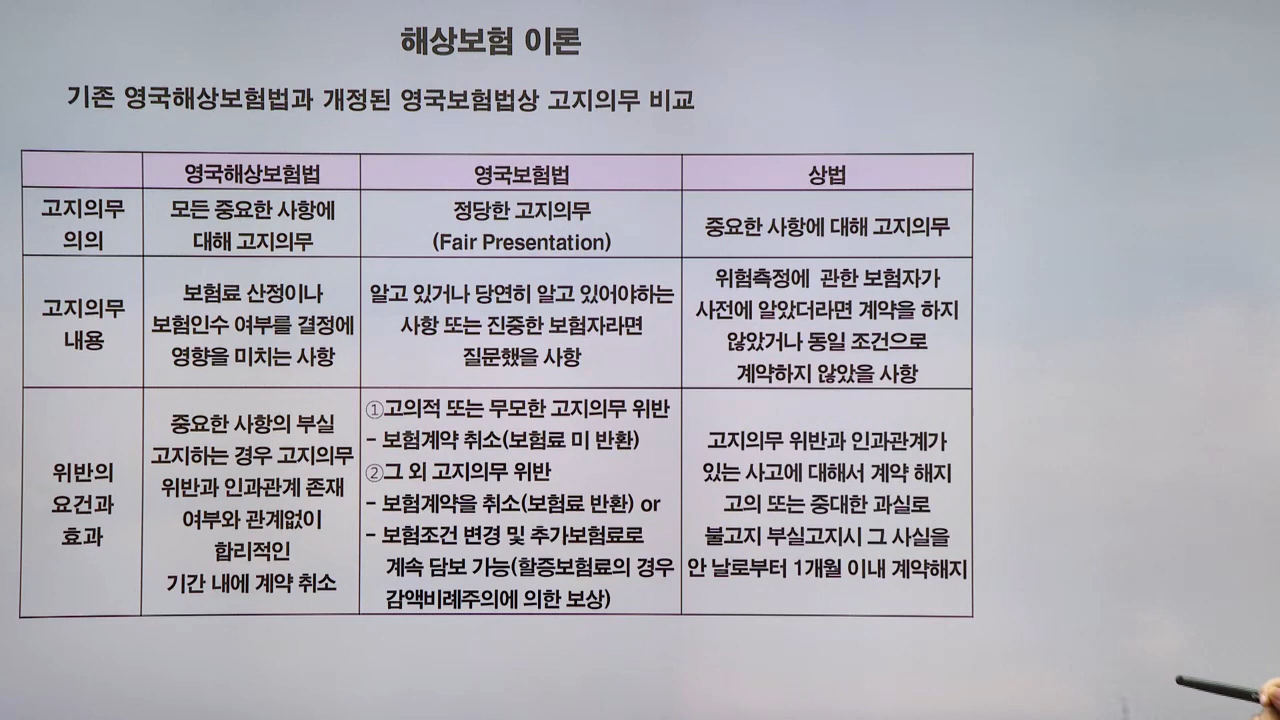 해상보험 이론
기존 영국해상보험법과 개정된 영국보험법상 고지의무 비교
영국해상보험법
영국보험법
상법
고지의무
의의
모든 중요한 사항에
대해 고지의무
정당한 고지의무
(Fair Presentation)
중요한 사항에 대해 고지의무
고지의무
내용
보험료 산정이나
보험인수 여부를 결정에
영향을 미치는 사항
알고 있거나 당연히 알고 있어야하는
사항 또는 진중한 보험자라면
질문했을 사항
위험측정에 관한 보험자가
사전에 알았더라면 계약을 하지
않았거나 동일 조건으로
계약하지 않았을 사항
위반의
요건과
효과
중요한 사항의 부실
고지하는 경우 고지의무
위반과 인과관계 존재
여부와 관계없이
합리적인
기간 내에 계약 취소
①고의적 또는 무모한 고지의무 위반
- 보험계약 취소(보험료 미 반환)
②그 외 고지의무 위반
- 보험계약을 취소(보험료 반환) or
- 보험조건 변경 및 추가보험료로
계속 담보 가능(할증보험료의 경우
감액비례주의에 의한 보상)
고지의무 위반과 인과관계가
있는 사고에 대해서 계약 해지
고의 또는 중대한 과실로
불고지 부실고지시 그 사실을
안 날로부터 1개월 이내 계약해지